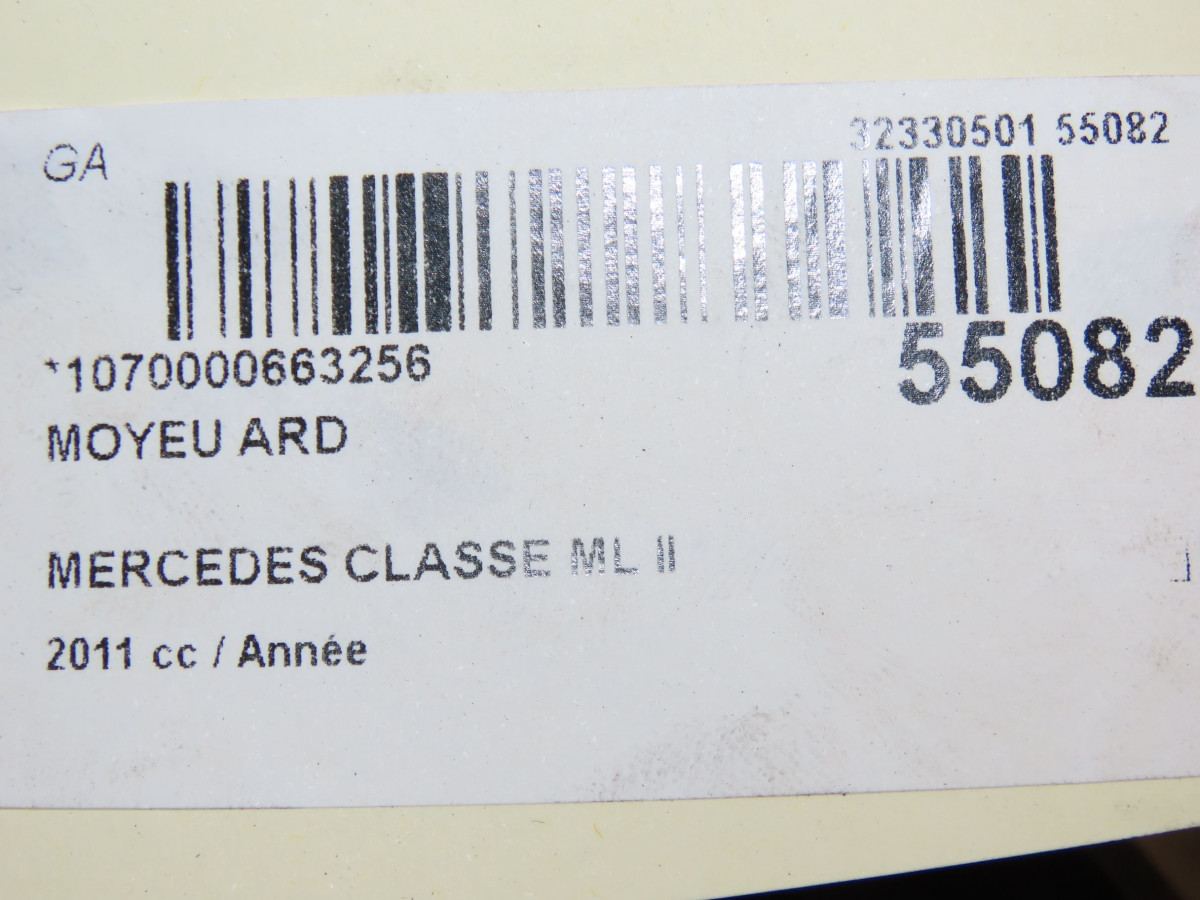 GA
32330501 55082
*1070000663256
55082
MOYEU ARD
MERCEDES CLASSE ML II
2011 cc / Année